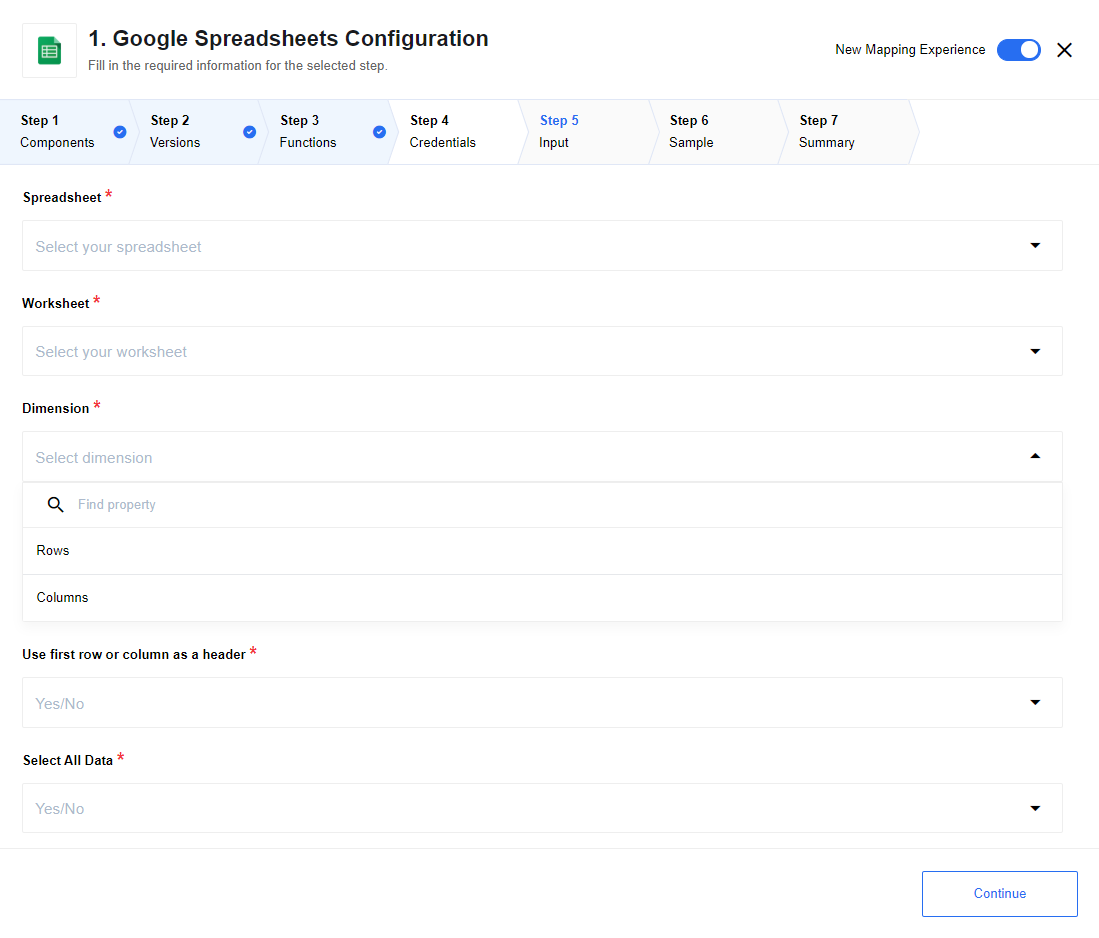 1. Google Spreadsheets Configuration
Fill in the required information for the selected step.
New Mapping Experience
Step 1
Components
Step 2
Versions
Step 3
Functions
Step 4
Credentials
Step 5
Input
Step 6
Sample
Step 7
Summary
Spreadsheet *
Select your spreadsheet
Worksheet *
Select your worksheet
Dimension *
Select dimension
Find property
Rows
Columns
Use first row or column as a header *
Yes/No
Select All Data *
Yes/No
Continue